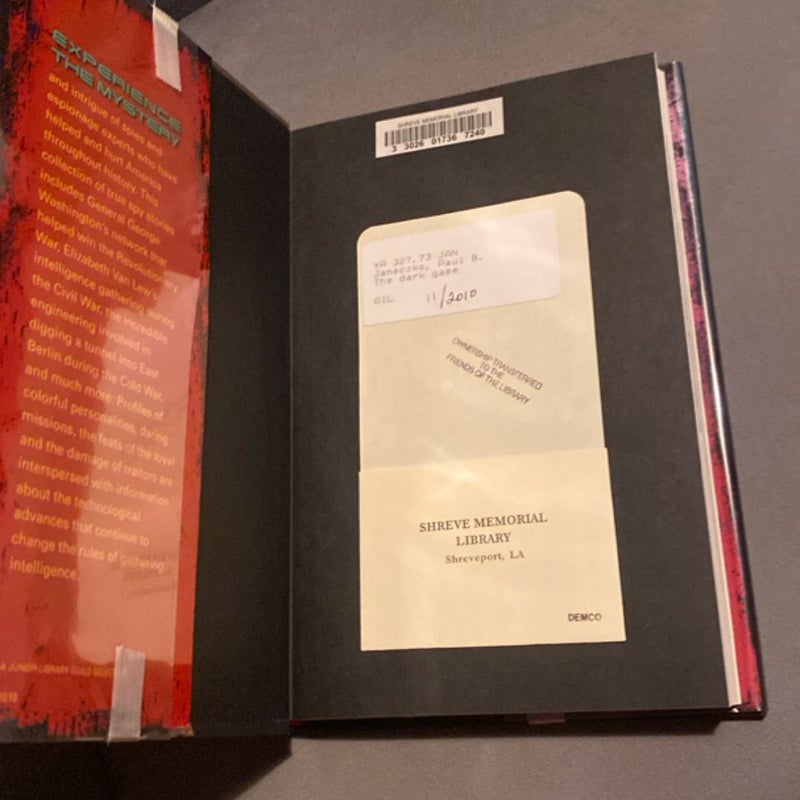 EXPERIENCE
THE MYSTERY
and intrigue of spies and
espionage experts who have
helped and hurt America
throughout history. This
collection of true spy stories
includes General George
Washington's network that
helped win the Revolutionary
War, Elizabeth Van Lew's
intelligence gathering during
the Civil War, the incredible
engineering involved in
digging a tunnel into East
Berlin during the Cold War,
and much more. Profiles of
colorful personalities, daring
missions, the feats of the loyal
and the damage of traitors are
interspersed with information
about the technological
advances that continue to
change the rules of gathering
intelligence.
A JUNIOR LIBRARY GUILD SELECT
SHREVE MEMORIAL LIBRARY
3 3026 01736 7240
YA 327.73 JAN
Janeczko, Paul B.
The dark game
GIL 11/2010
OWNERSHIP TRANSFERRED
TO THE
FRIENDS OF THE LIBRARY
SHREVE MEMORIAL
LIBRARY
Shreveport, LA
DEMCO